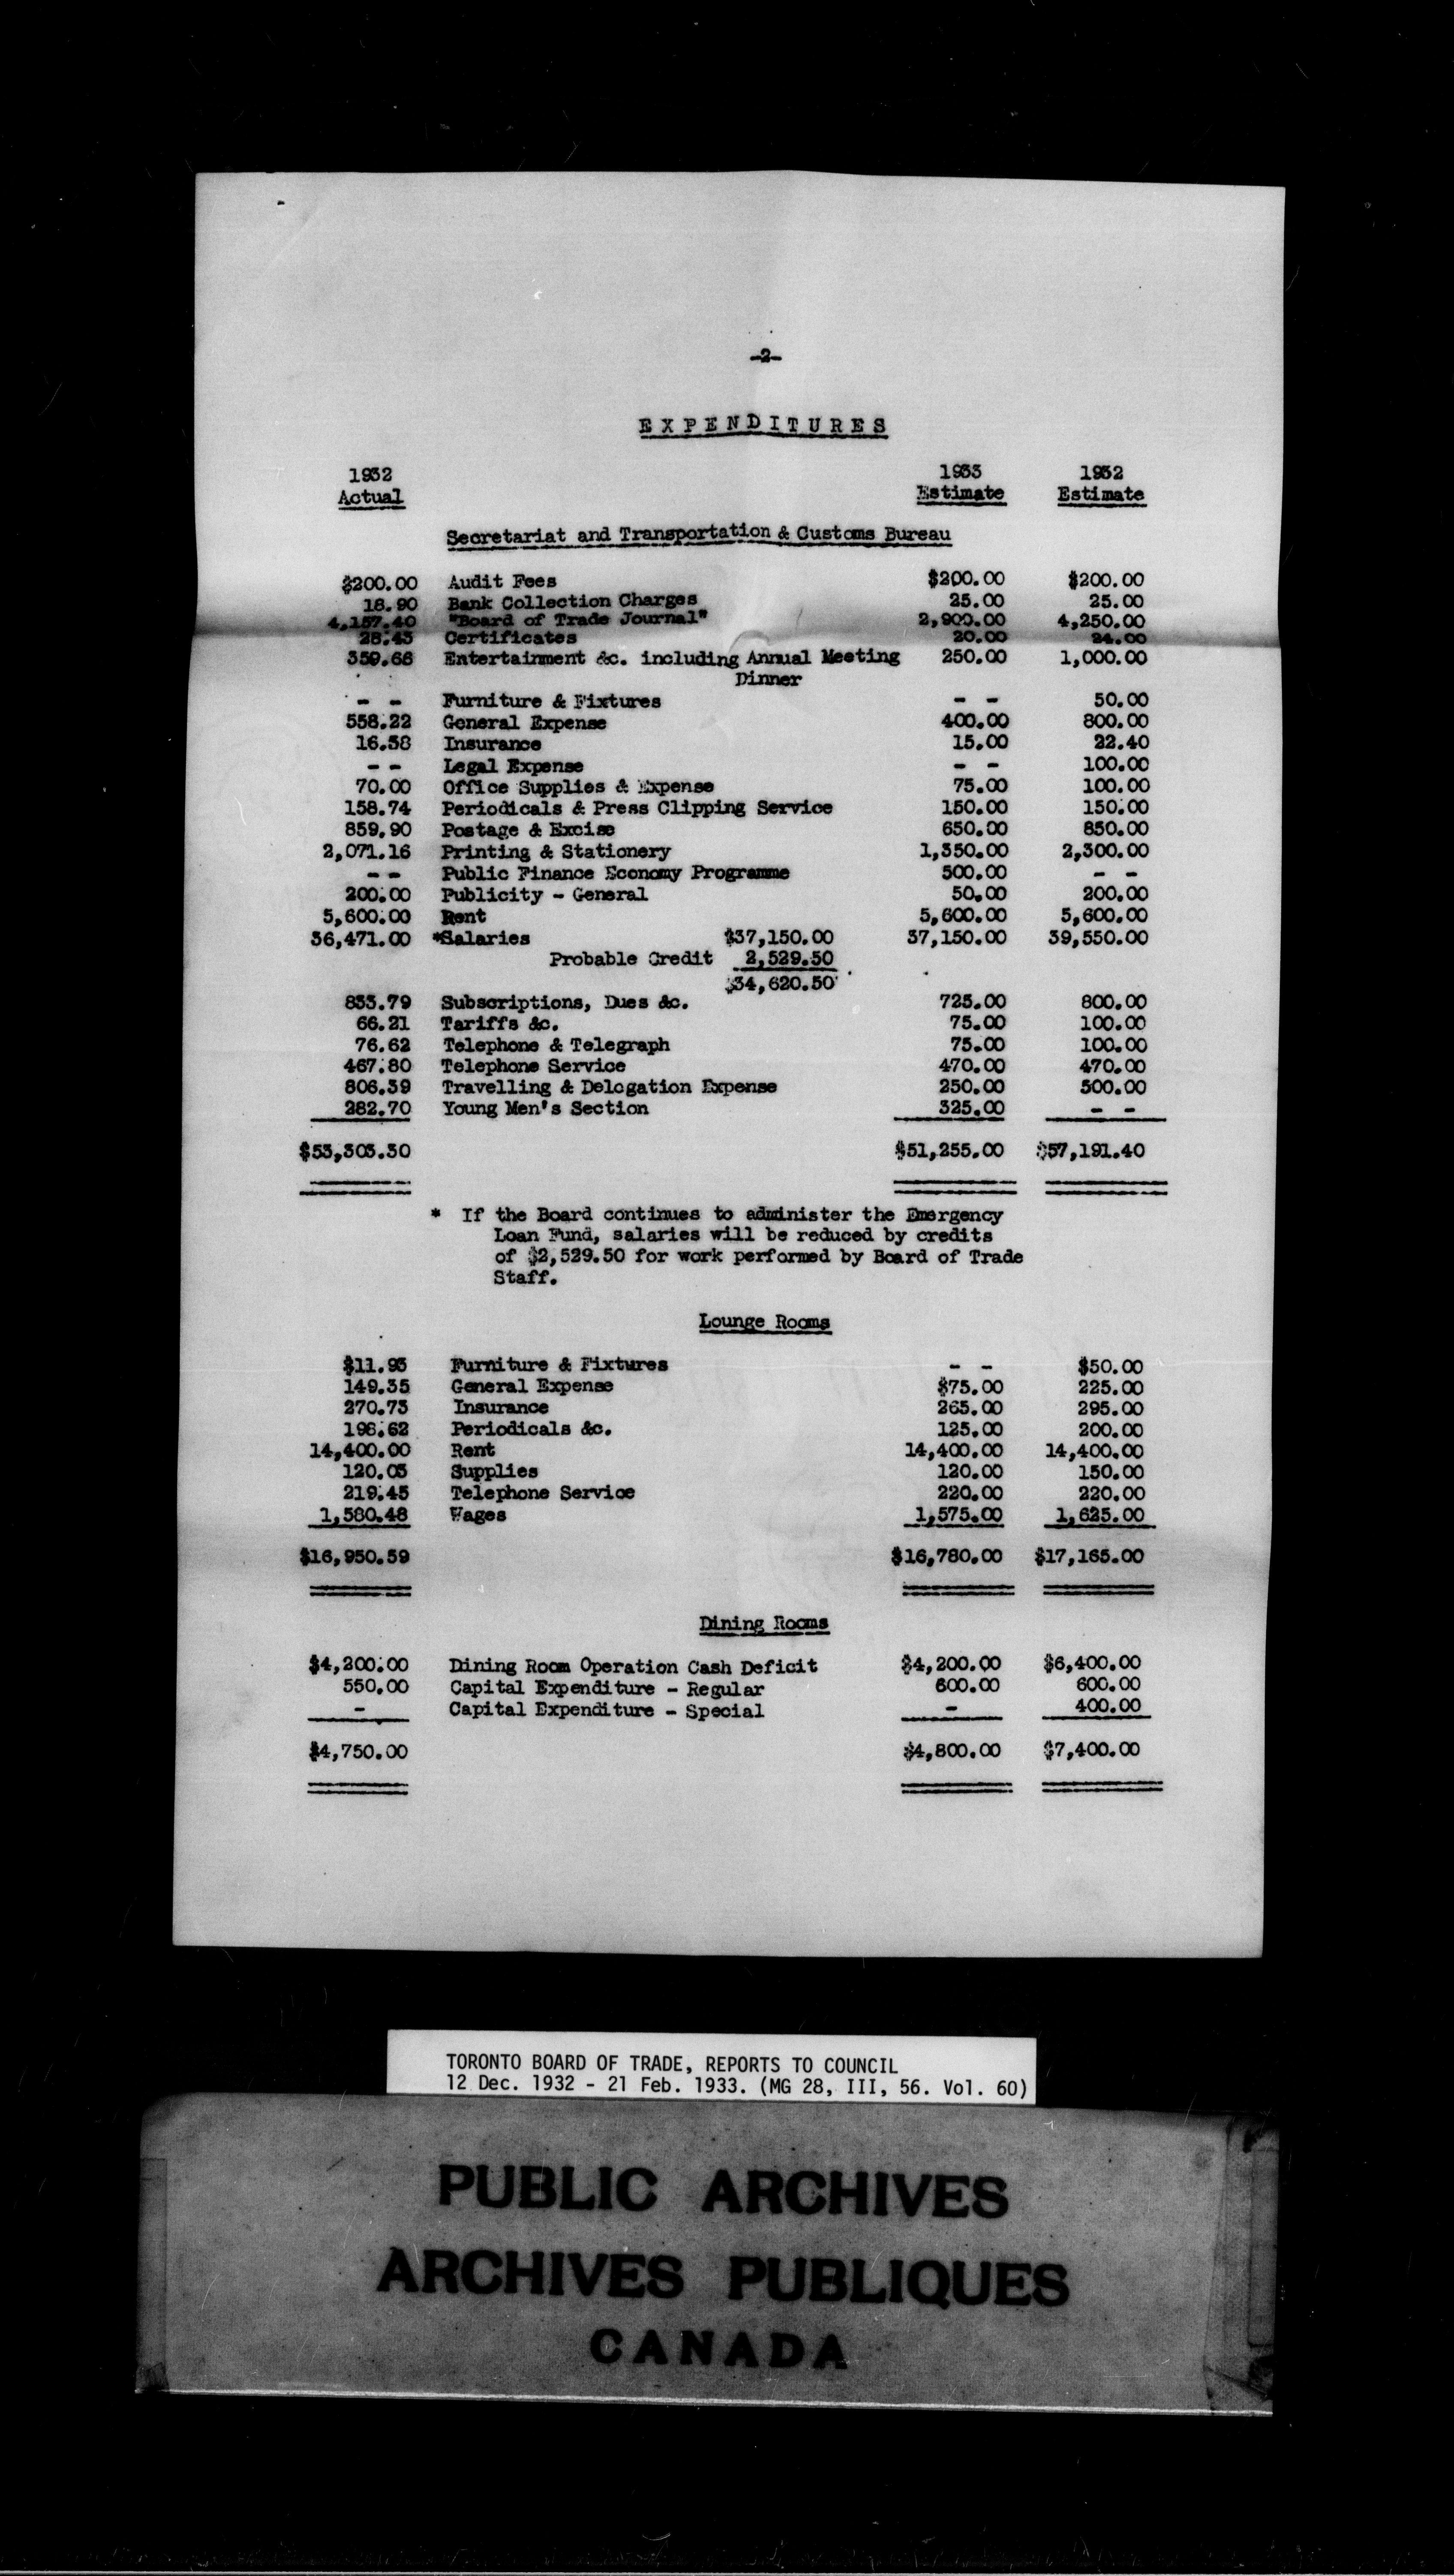 -2-
EXPENDITURES
1932 1933 1932
Actual Estimate Estimate
Secretariat and Transportation & Customs Bureau
$200.00 Audit Fees $200.00 $200.00
18.90 Bank Collection Charges 25.00 25.00
4,157.40 "Board of Trade Journal" 2,900.00 4,250.00
28.43 Certificates 20.00 24.00
359.66 Entertainment &c. including Annual Meeting 250.00 1,000.00
Dinner
- - Furniture & Fixtures - - 50.00
558.22 General Expense 400.00 800.00
16.38 Insurance 15.00 22.40
- - Legal Expense - - 100.00
70.00 Office Supplies & Expense 75.00 100.00
158.74 Periodicals & Press Clipping Service 150.00 150.00
859.90 Postage & Excise 650.00 850.00
2,071.16 Printing & Stationery 1,350.00 2,300.00
- - Public Finance Economy Programme 500.00 - -
200.00 Publicity - General 50.00 200.00
5,600.00 Rent 5,600.00 5,600.00
36,471.00 *Salaries $37,150.00 37,150.00 39,550.00
Probable Credit 2,529.50
$34,620.50
833.79 Subscriptions, Dues &c. 725.00 800.00
66.21 Tariffs &c. 75.00 100.00
76.62 Telephone & Telegraph 75.00 100.00
467.80 Telephone Service 470.00 470.00
806.39 Travelling & Delegation Expense 250.00 500.00
282.70 Young Men's Section 325.00 - -
$53,303.30 $51,255.00 $57,191.40
* If the Board continues to administer the Emergency
Loan Fund, salaries will be reduced by credits
of $2,529.50 for work performed by Board of Trade
Staff.
Lounge Rooms
$11.93 Furniture & Fixtures - - $50.00
149.35 General Expense $75.00 225.00
270.73 Insurance 265.00 295.00
198.62 Periodicals &c. 125.00 200.00
14,400.00 Rent 14,400.00 14,400.00
120.03 Supplies 120.00 150.00
219.45 Telephone Service 220.00 220.00
1,580.48 Wages 1,575.00 1,625.00
$16,950.59 $16,780.00 $17,165.00
Dining Rooms
$4,200.00 Dining Room Operation Cash Deficit $4,200.00 $6,400.00
550.00 Capital Expenditure - Regular 600.00 600.00
- Capital Expenditure - Special - 400.00
$4,750.00 $4,800.00 $7,400.00
TORONTO BOARD OF TRADE, REPORTS TO COUNCIL
12 Dec. 1932 - 21 Feb. 1933. (MG 28, III, 56. Vol. 60)
PUBLIC ARCHIVES
ARCHIVES PUBLIQUES
CANADA